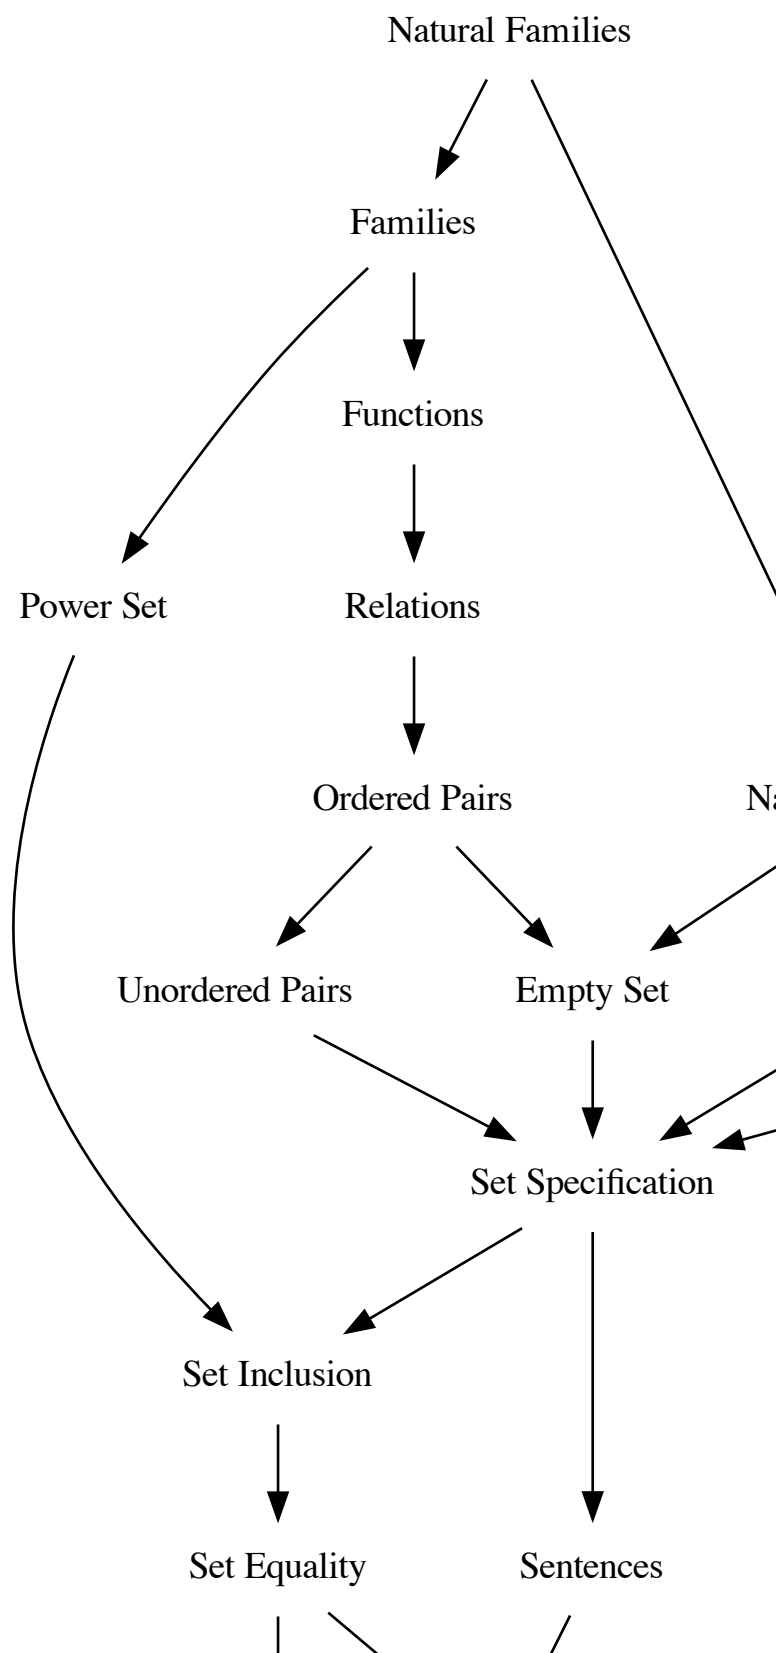 Natural Families
Families
Functions
Power Set
Relations
Ordered Pairs
Unordered Pairs
Empty Set
Set Specification
Set Inclusion
Set Equality
Sentences